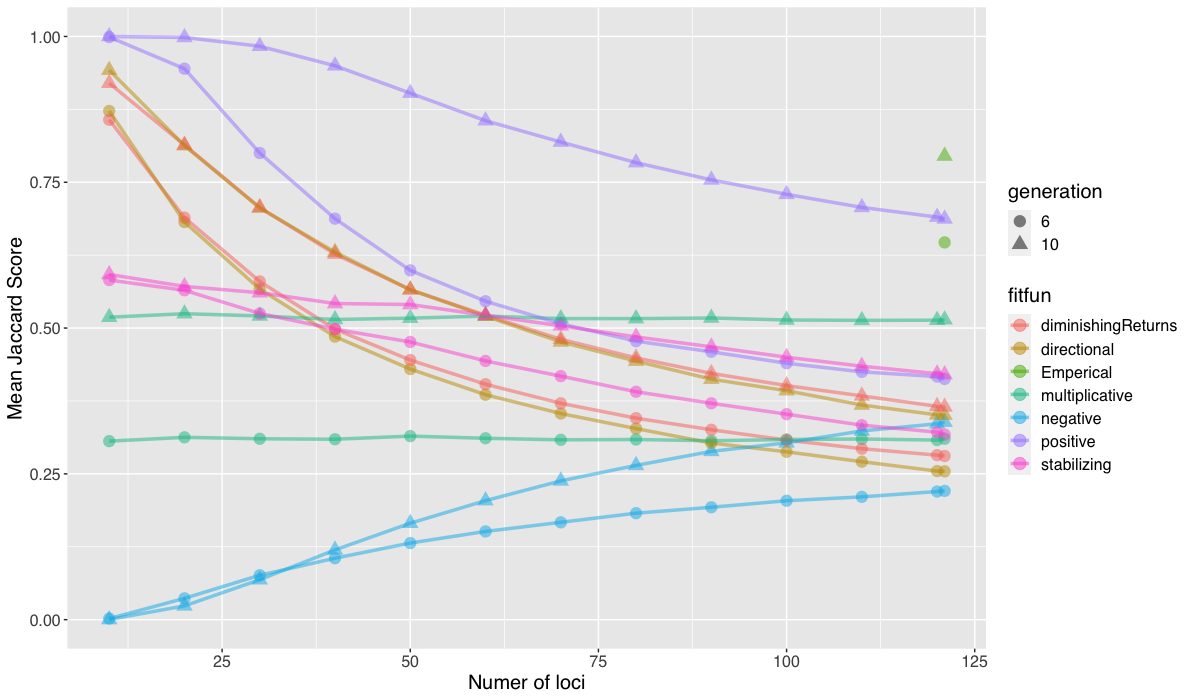 1.00
0.75
0.50
0.25
0.00
Mean Jaccard Score
25
50
75
100
125
Numer of loci
generation
6
10
fitfun
diminishingReturns
directional
Emperical
multiplicative
negative
positive
stabilizing